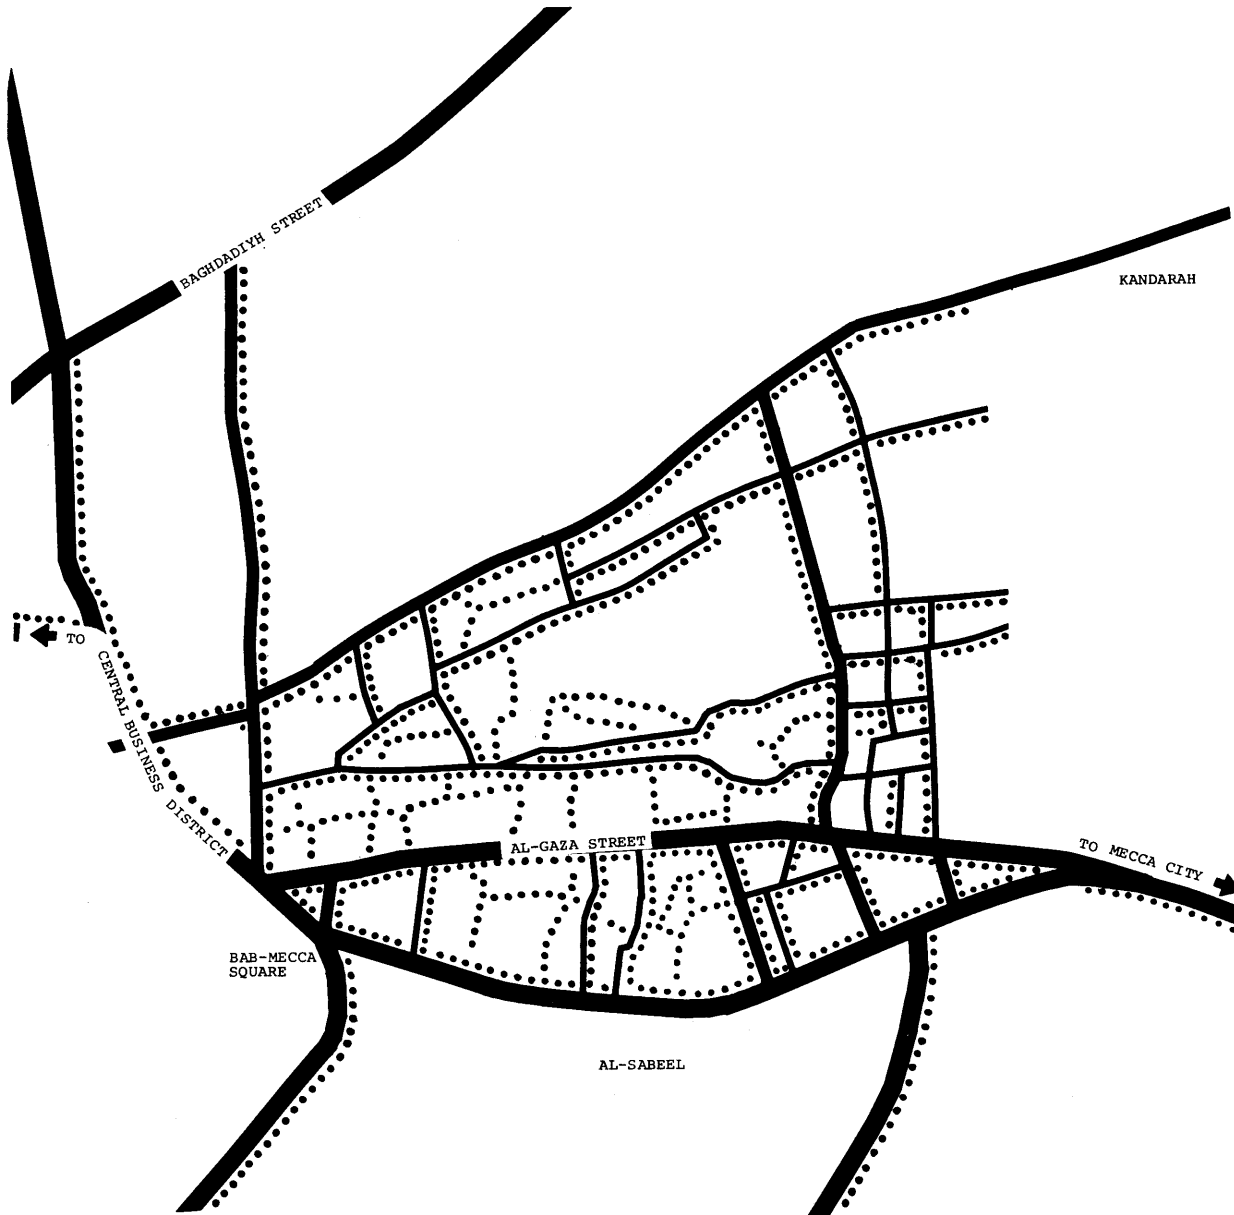 BAGHDADIYH STREET
KANDARAH
TO
CENTRAL BUSINESS DISTRICT
AL-GAZA STREET
TO MECCA CITY
BAB-MECCA
SQUARE
AL-SABEEL